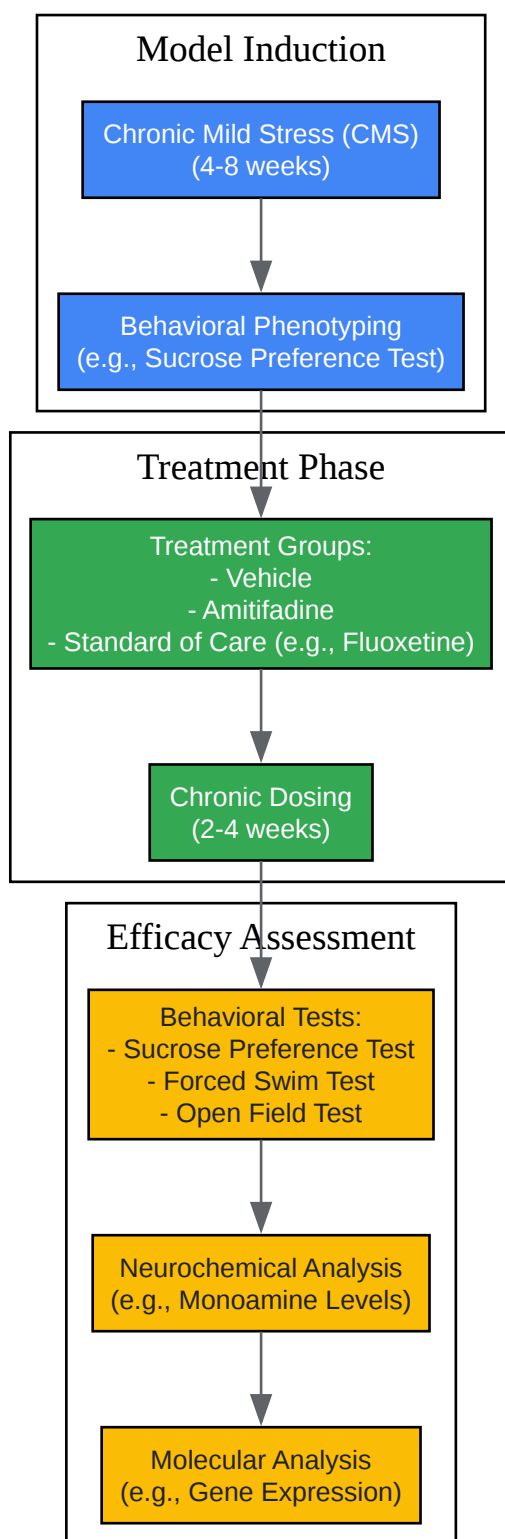 Model Induction
Chronic Mild Stress (CMS)
(4-8 weeks)
Behavioral Phenotyping
(e.g., Sucrose Preference Test)
Treatment Phase
Treatment Groups:
- Vehicle
- Amitifadine
- Standard of Care (e.g., Fluoxetine)
Chronic Dosing
(2-4 weeks)
Efficacy Assessment
Behavioral Tests:
- Sucrose Preference Test
- Forced Swim Test
- Open Field Test
Neurochemical Analysis
(e.g., Monoamine Levels)
Molecular Analysis
(e.g., Gene Expression)